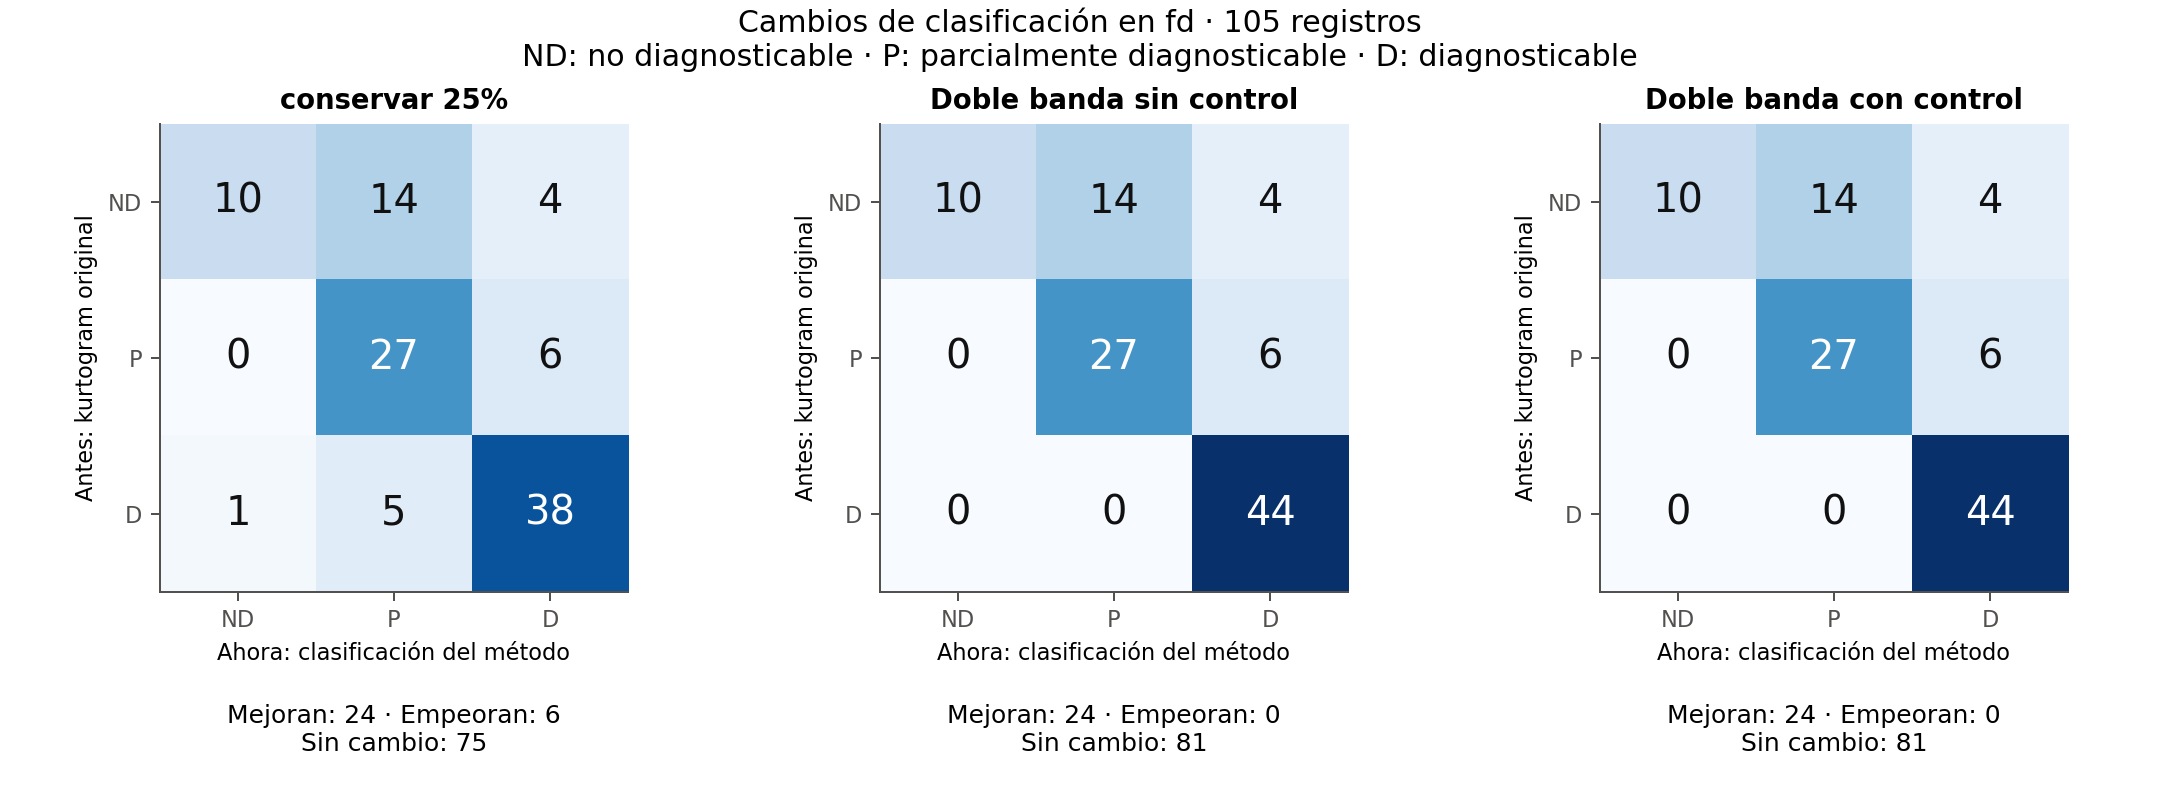 Cambios de clasificación en fd · 105 registros
ND: no diagnosticable · P: parcialmente diagnosticable · D: diagnosticable
conservar 25%
Antes: kurtogram original
ND
10 14 4
P
0 27 6
D
1 5 38
ND P D
Ahora: clasificación del método
Mejoran: 24 · Empeoran: 6
Sin cambio: 75
Doble banda sin control
Antes: kurtogram original
ND
10 14 4
P
0 27 6
D
0 0 44
ND P D
Ahora: clasificación del método
Mejoran: 24 · Empeoran: 0
Sin cambio: 81
Doble banda con control
Antes: kurtogram original
ND
10 14 4
P
0 27 6
D
0 0 44
ND P D
Ahora: clasificación del método
Mejoran: 24 · Empeoran: 0
Sin cambio: 81